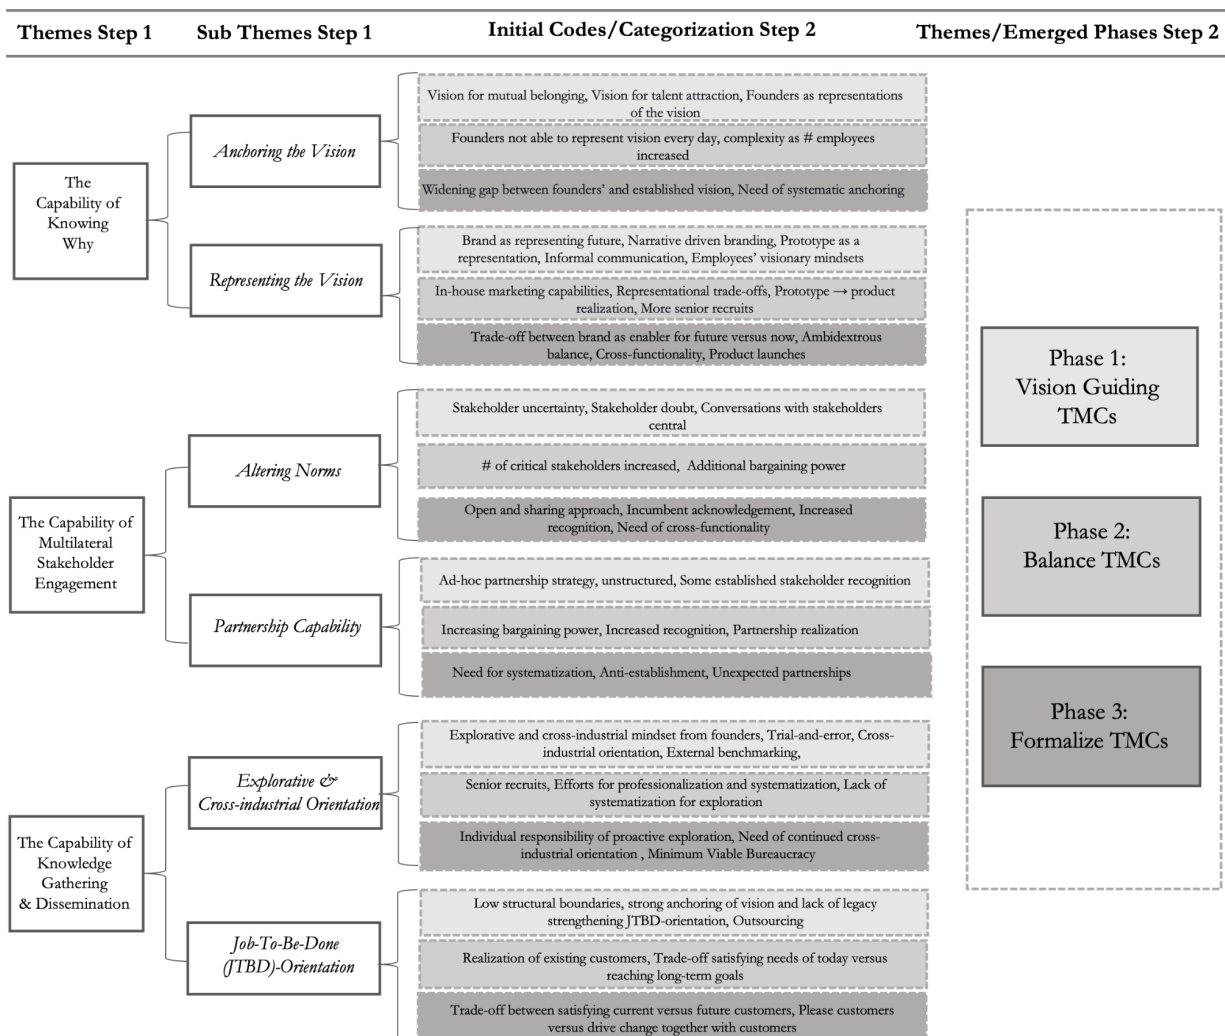 Themes Step 1
Sub Themes Step 1
Initial Codes/Categorization Step 2
Themes/Emerged Phases Step 2
The
Capability of
Knowing
Why
Anchoring the Vision
Vision for mutual belonging, Vision for talent attraction, Founders as representations
of the vision
Founders not able to represent vision every day, complexity as # employees
increased
Widening gap between founders' and established vision, Need of systematic anchoring
Representing the Vision
Brand as representing future, Narrative driven branding, Prototype as a
representation, Informal communication, Employees' visionary mindsets
In-house marketing capabilities, Representational trade-offs, Prototype → product
realization, More senior recruits
Trade-off between brand as enabler for future versus now, Ambidextrous
balance, Cross-functionality, Product launches
The Capability of
Multilateral
Stakeholder
Engagement
Altering Norms
Stakeholder uncertainty, Stakeholder doubt, Conversations with stakeholders
central
# of critical stakeholders increased, Additional bargaining power
Open and sharing approach, Incumbent acknowledgement, Increased
recognition, Need of cross-functionality
Partnership Capability
Ad-hoc partnership strategy, unstructured, Some established stakeholder recognition
Increasing bargaining power, Increased recognition, Partnership realization
Need for systematization, Anti-establishment, Unexpected partnerships
The Capability of
Knowledge
Gathering
& Dissemination
Explorative &
Cross-industrial Orientation
Explorative and cross-industrial mindset from founders, Trial-and-error, Cross-
industrial orientation, External benchmarking,
Senior recruits, Efforts for professionalization and systematization, Lack of
systematization for exploration
Individual responsibility of proactive exploration, Need of continued cross-
industrial orientation , Minimum Viable Bureaucracy
Job-To-Be-Done
(JTBD)-Orientation
Low structural boundaries, strong anchoring of vision and lack of legacy
strengthening JTBD-orientation, Outsourcing
Realization of existing customers, Trade-off satisfying needs of today versus
reaching long-term goals
Trade-off between satisfying current versus future customers, Please customers
versus drive change together with customers
Phase 1:
Vision Guiding
TMCs
Phase 2:
Balance TMCs
Phase 3:
Formalize TMCs